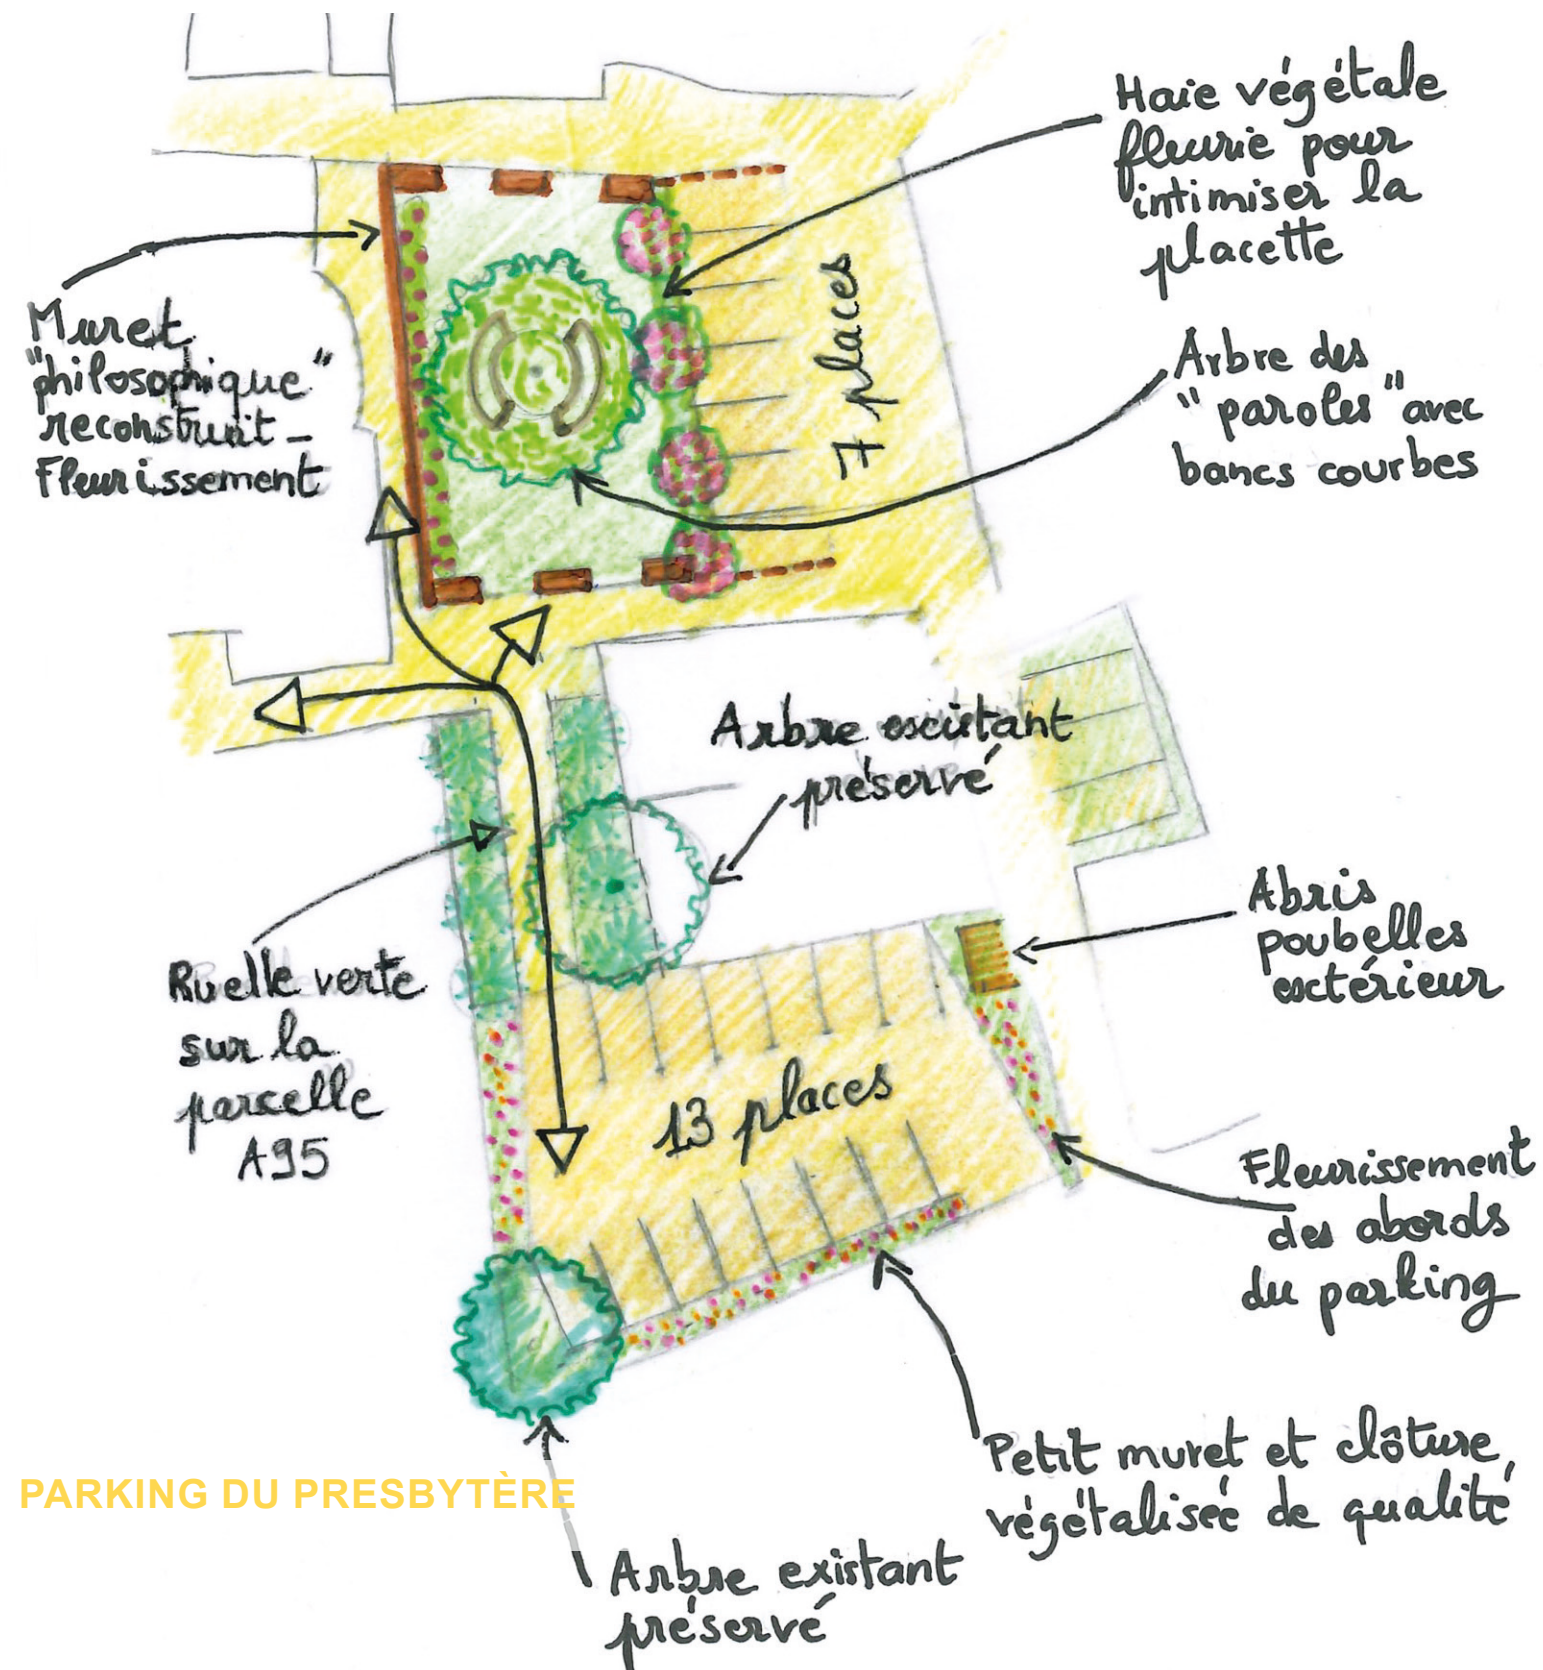 Haie végétale
fleurie pour
intimiser la
placette
Muret
"philosophique"
reconstruit -
Fleurissement
7 places
Arbre des
"paroles" avec
bancs courbes
Arbre existant
préservé
Abris
poubelles
extérieur
Ruelle verte
sur la
parcelle
A95
13 places
Fleurissement
des abords
du parking
Petit muret et clôture
végétalisée de qualité
PARKING DU PRESBYTÈRE
Arbre existant
préservé